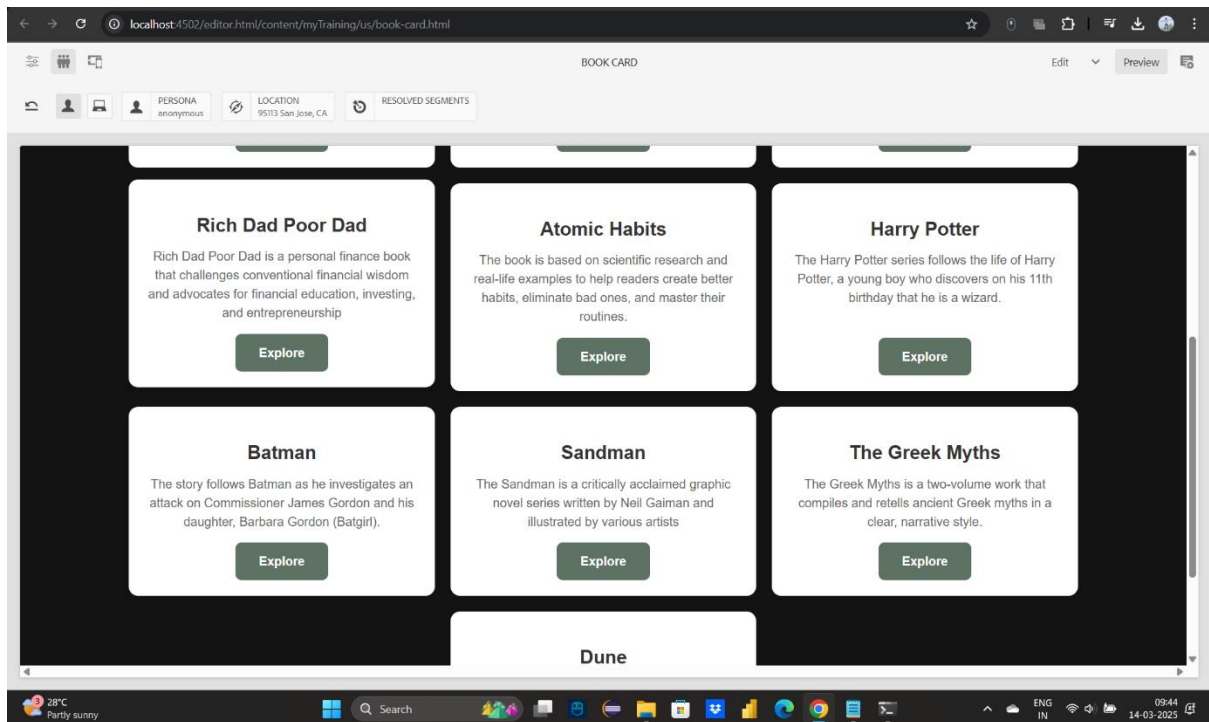 localhost:4502/editor.html/content/myTraining/us/book-card.html
BOOK CARD
Edit
Preview
PERSONA
anonymous
LOCATION
95113 San Jose, CA
RESOLVED SEGMENTS
Rich Dad Poor Dad
Rich Dad Poor Dad is a personal finance book
that challenges conventional financial wisdom
and advocates for financial education, investing,
and entrepreneurship
Explore
Atomic Habits
The book is based on scientific research and
real-life examples to help readers create better
habits, eliminate bad ones, and master their
routines.
Explore
Harry Potter
The Harry Potter series follows the life of Harry
Potter, a young boy who discovers on his 11th
birthday that he is a wizard.
Explore
Batman
The story follows Batman as he investigates an
attack on Commissioner James Gordon and his
daughter, Barbara Gordon (Batgirl).
Explore
Sandman
The Sandman is a critically acclaimed graphic
novel series written by Neil Gaiman and
illustrated by various artists
Explore
The Greek Myths
The Greek Myths is a two-volume work that
compiles and retells ancient Greek myths in a
clear, narrative style.
Explore
Dune
3
28°C
Partly sunny
Search
ENG
IN
09:44
14-03-2025